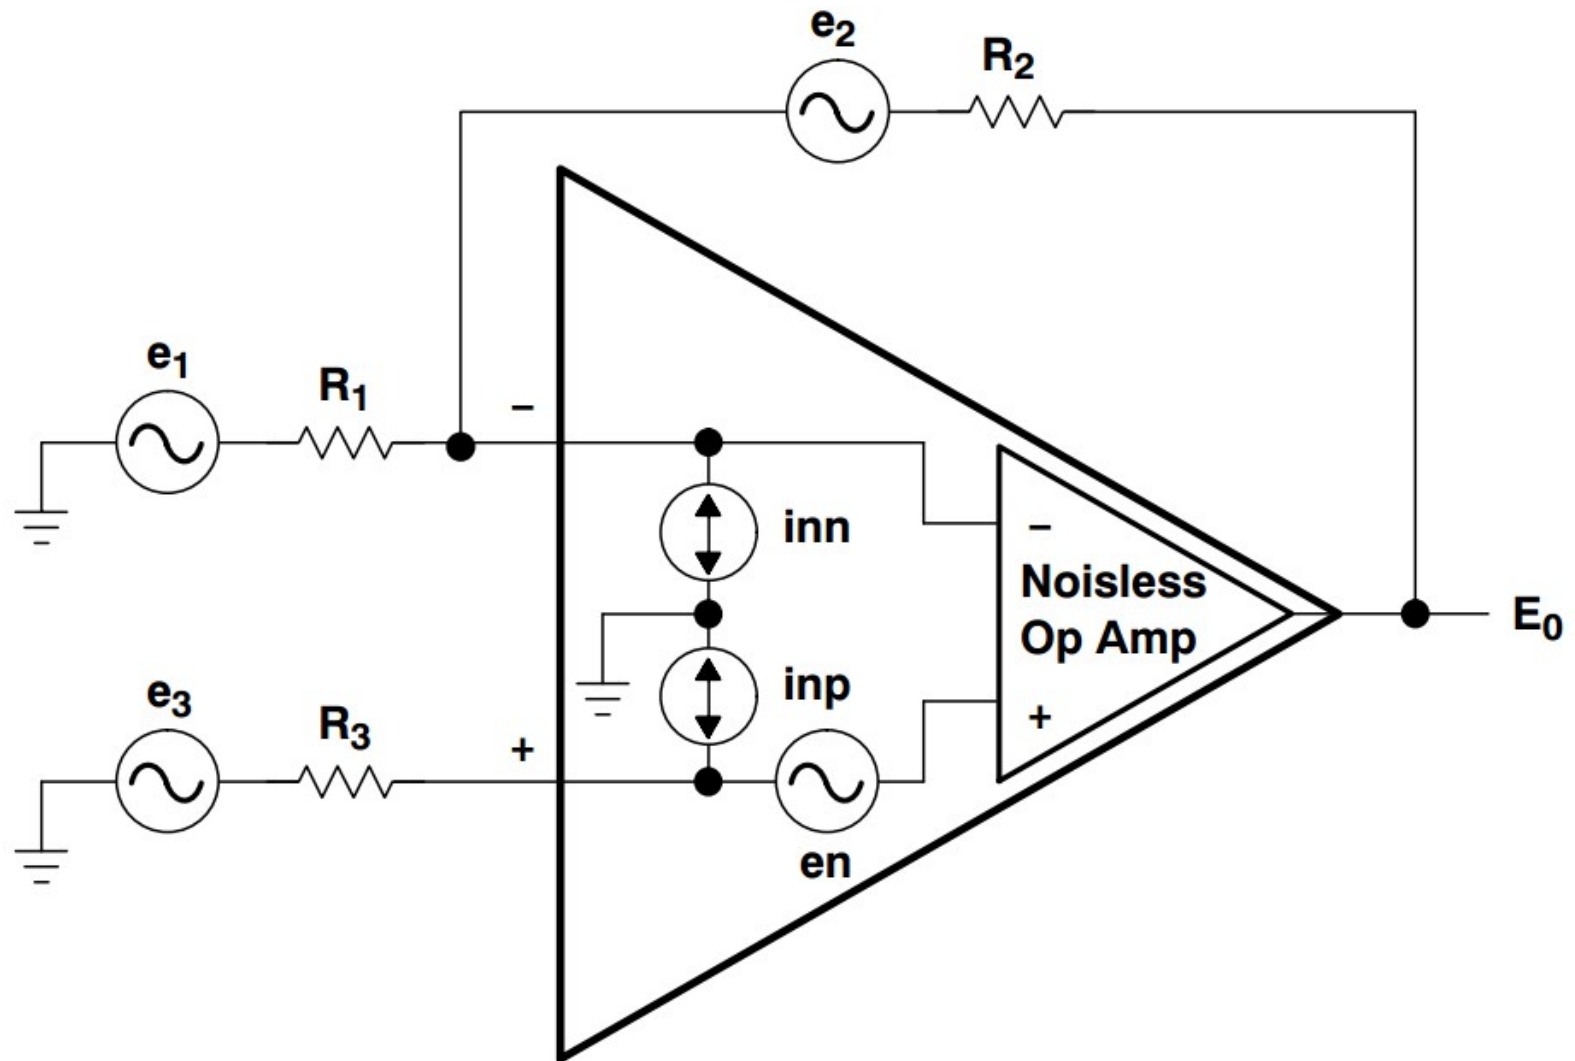 e₂
R₂
e₁
R₁
−
inn
−
Noisless
Op Amp
E₀
inp
e₃
R₃
+
+
en